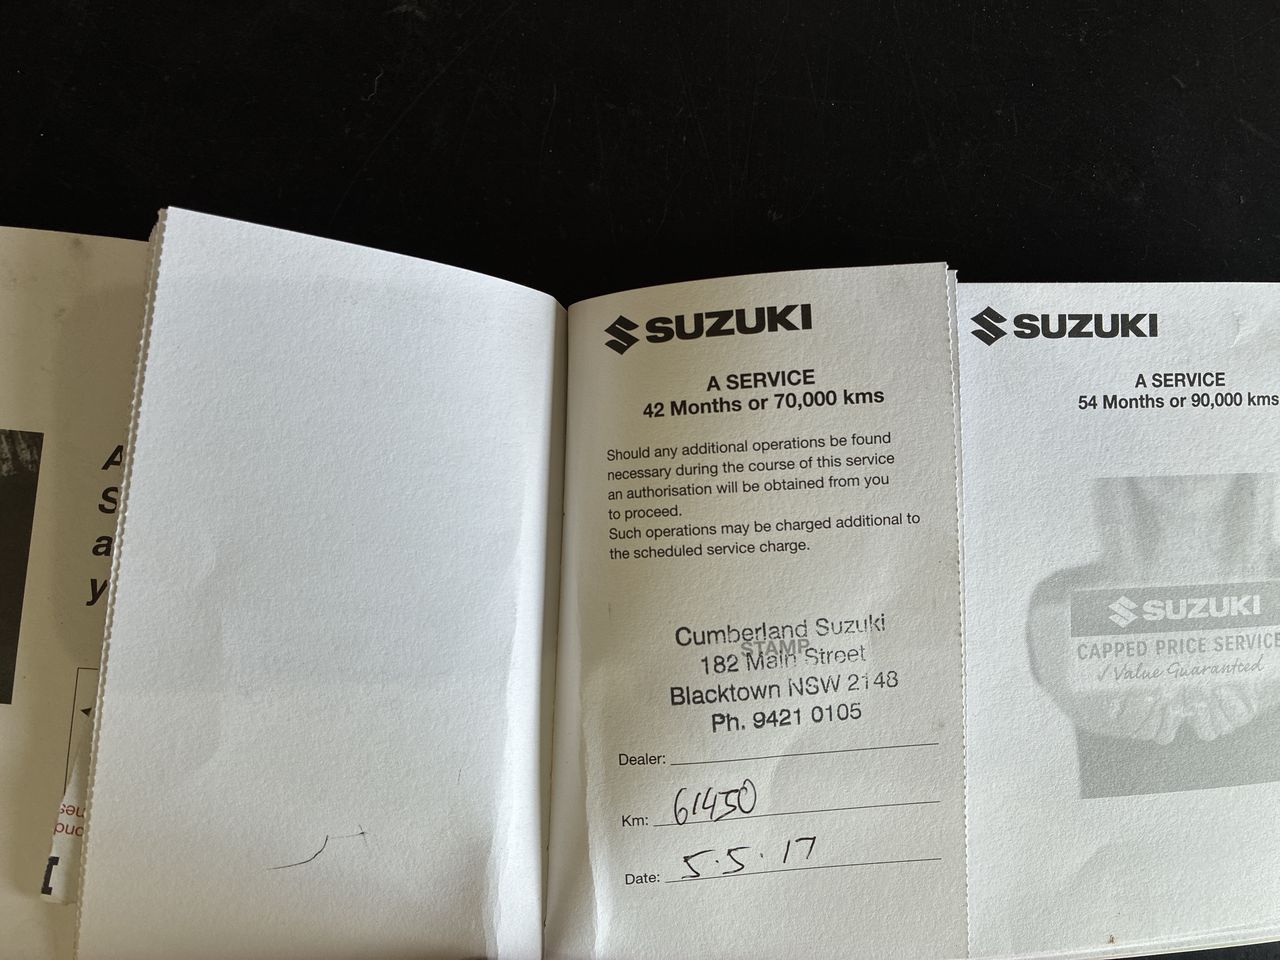 A
S
a
y
SUZUKI
A SERVICE
42 Months or 70,000 kms
Should any additional operations be found
necessary during the course of this service
an authorisation will be obtained from you
to proceed.
Such operations may be charged additional to
the scheduled service charge.
STAMP
Cumberland Suzuki
182 Main Street
Blacktown NSW 2148
Ph. 9421 0105
Dealer:
Km: 61450
Date: 5.5.17
SUZUKI
A SERVICE
54 Months or 90,000 kms
SUZUKI
CAPPED PRICE SERVICE
✓ Value Guaranteed